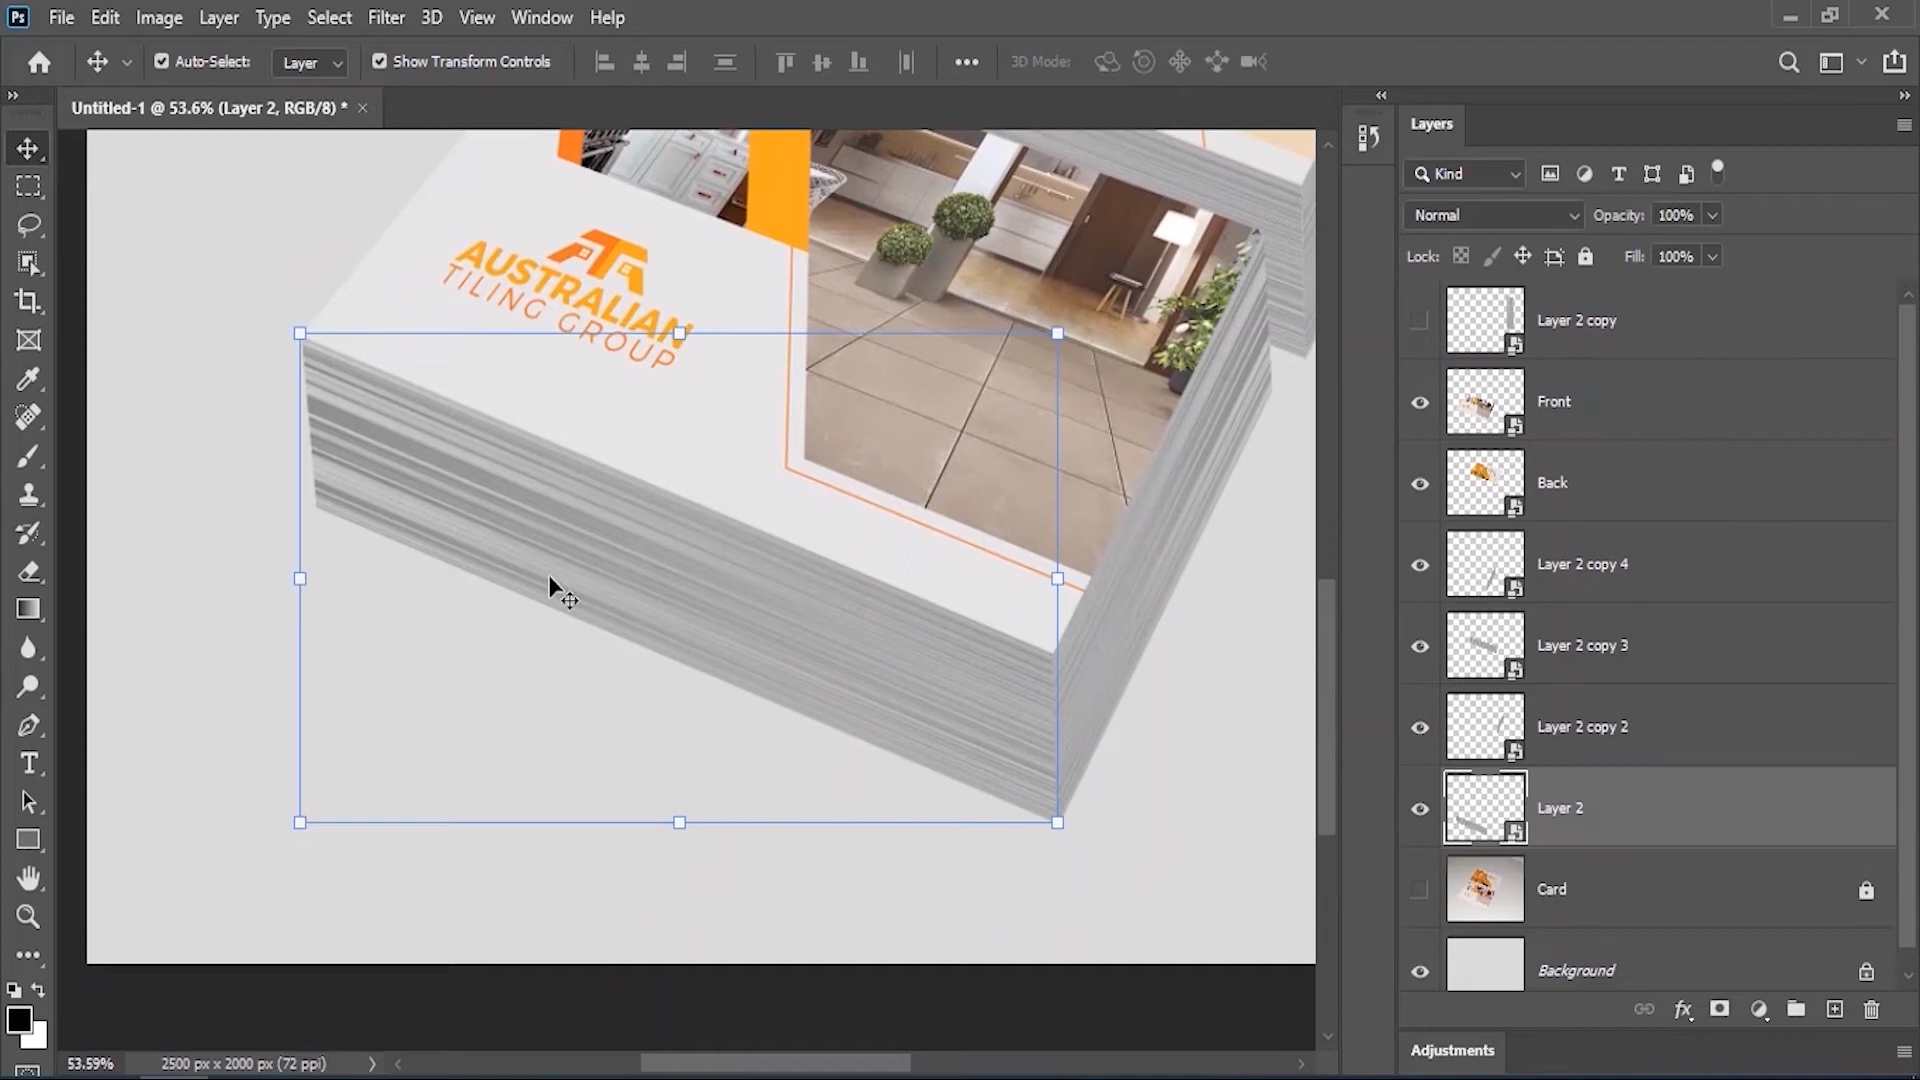 Ps File Edit Image Layer Type Select Filter 3D View Window Help
Auto-Select: Layer Show Transform Controls 3D Mode:
Untitled-1 @ 53.6% (Layer 2, RGB/8) *
AUSTRALIAN
TILING GROUP
Layers
Kind
Normal Opacity: 100%
Lock: Fill: 100%
Layer 2 copy
Front
Back
Layer 2 copy 4
Layer 2 copy 3
Layer 2 copy 2
Layer 2
Card
Background
fx
Adjustments
53.59% 2500 px x 2000 px (72 ppi)